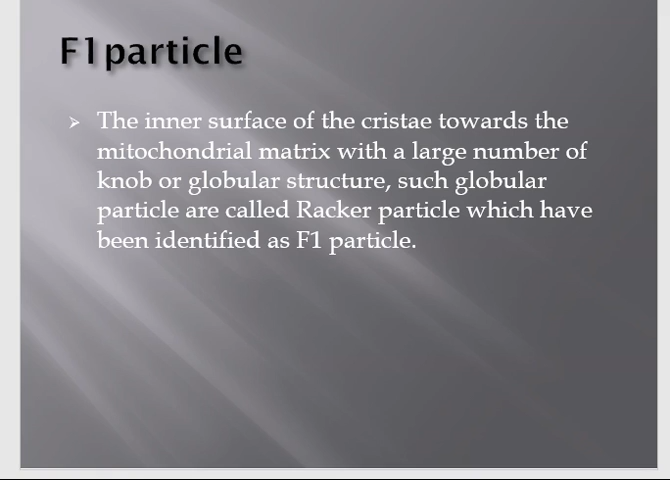 F1particle
➢ The inner surface of the cristae towards the
mitochondrial matrix with a large number of
knob or globular structure, such globular
particle are called Racker particle which have
been identified as F1 particle.